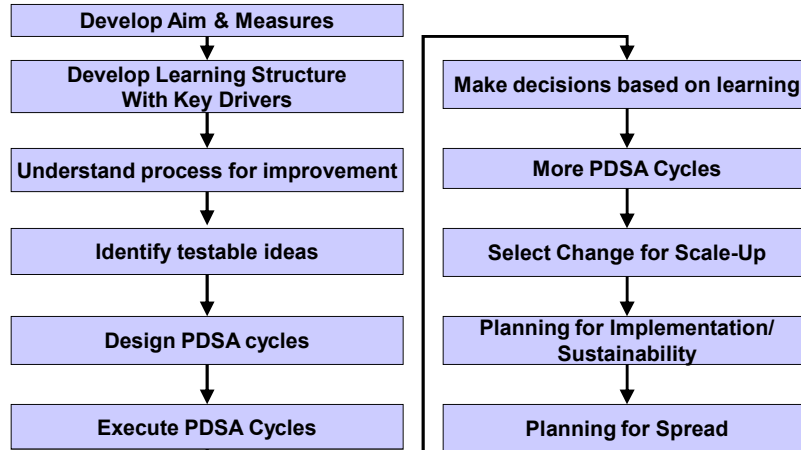 Develop Aim & Measures
Develop Learning Structure
With Key Drivers
Understand process for improvement
Identify testable ideas
Design PDSA cycles
Execute PDSA Cycles
Make decisions based on learning
More PDSA Cycles
Select Change for Scale-Up
Planning for Implementation/
Sustainability
Planning for Spread